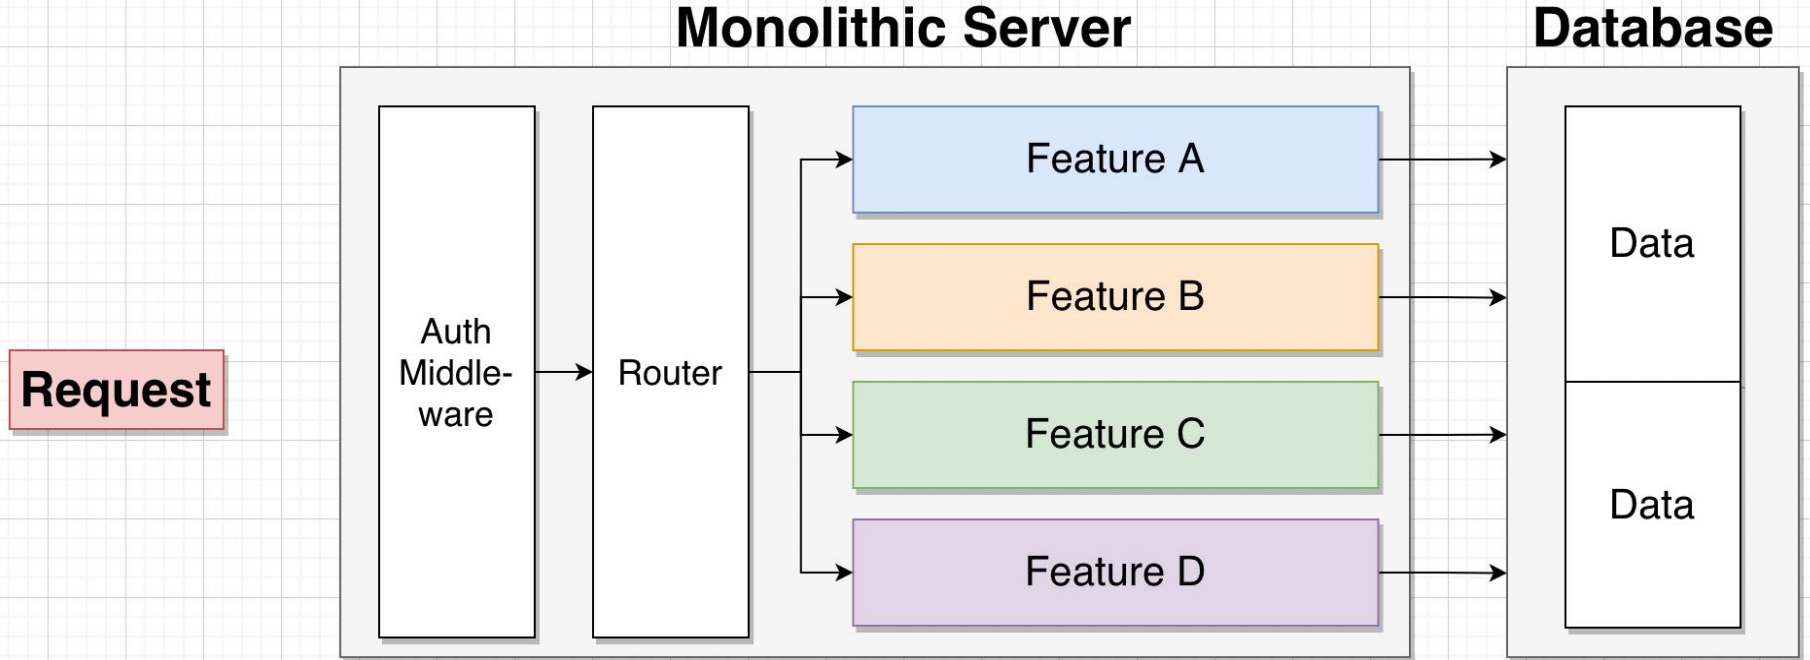 Monolithic Server
Database
Request
Auth
Middle-
ware
Router
Feature A
Feature B
Feature C
Feature D
Data
Data